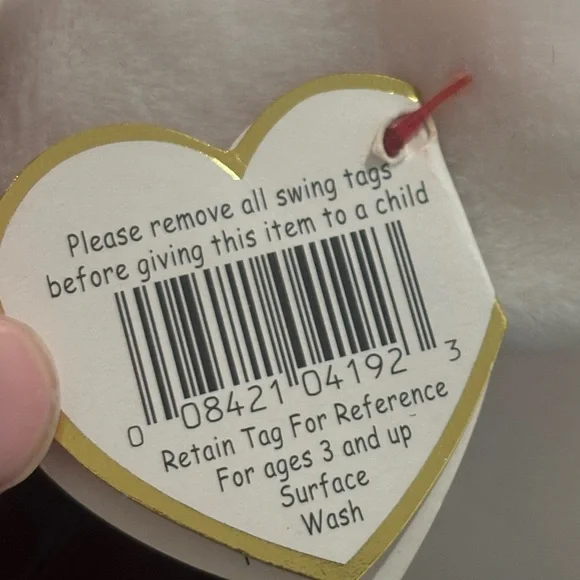 Please remove all swing tags
before giving this item to a child
0 08421 04192 3
Retain Tag For Reference
For ages 3 and up
Surface
Wash